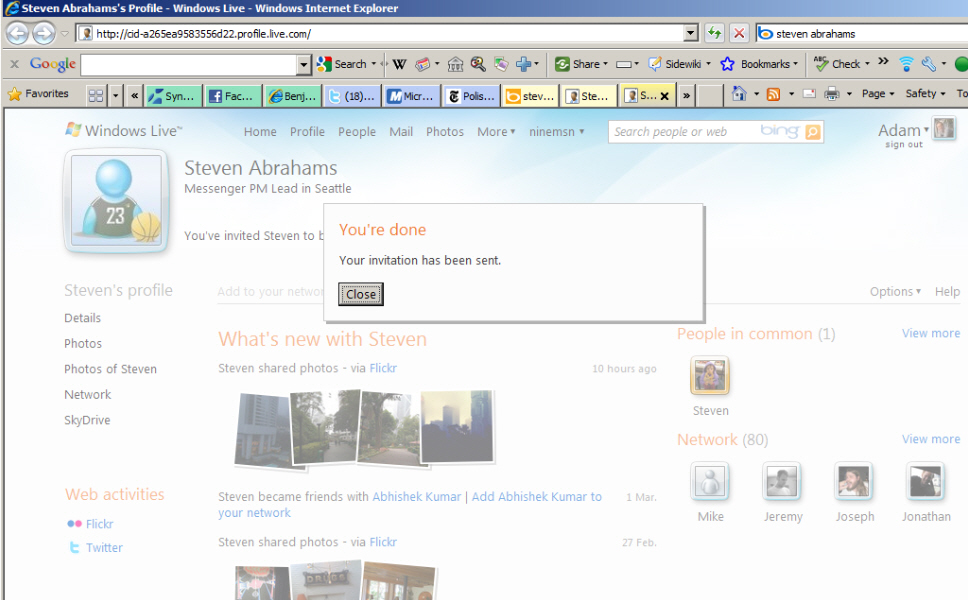 Steven Abrahams's Profile - Windows Live - Windows Internet Explorer
http://cid-a265ea9583556d22.profile.live.com/
steven abrahams
Google
Search
W
Share
Sidewiki
Bookmarks
ABC
Check
Favorites
Syn...
Fac...
Benj...
(18)...
Micr...
Polis...
stev...
Ste...
S...
Page
Safety
To
Windows Live™
Home
Profile
People
Mail
Photos
More
ninemsn
Search people or web
bing
Adam
sign out
Steven Abrahams
Messenger PM Lead in Seattle
23
You've invited Steven to b
You're done
Your invitation has been sent.
Close
Steven's profile
Details
Photos
Photos of Steven
Network
SkyDrive
Web activities
Flickr
Twitter
Add to your networ
Options
Help
What's new with Steven
Steven shared photos - via Flickr
10 hours ago
Steven became friends with Abhishek Kumar | Add Abhishek Kumar to
your network
1 Mar.
Steven shared photos - via Flickr
27 Feb.
People in common (1)
View more
Steven
Network (80)
View more
Mike
Jeremy
Joseph
Jonathan